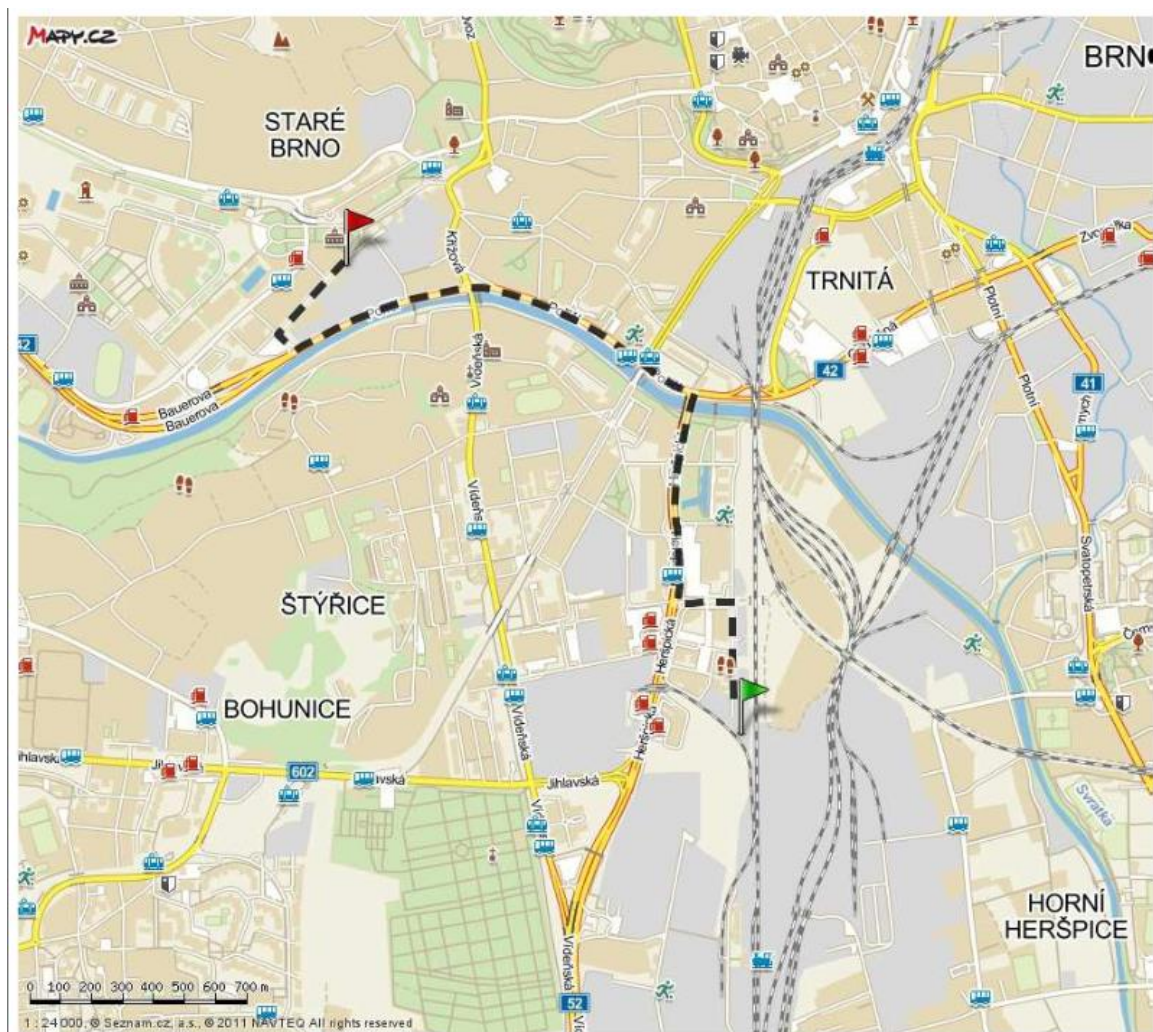 MAPY.CZ
BRN
STARÉ
BRNO
Křížová
TRNITÁ
Plotní
42
42
Vídeňská
Bauerova
Bauerova
41
Plotní
Svatopetrská
ŠTÝŘICE
Heršpická
BOHUNICE
Vídeňská
Heršpická
Jihlavská
602
Jihlavská
Svratka
HORNÍ
HERŠPICE
Vídeňská
52
0 100 200 300 400 500 600 700 m
1 : 24 000, © Seznam.cz, a.s., © 2011 NAVTEQ All rights reserved